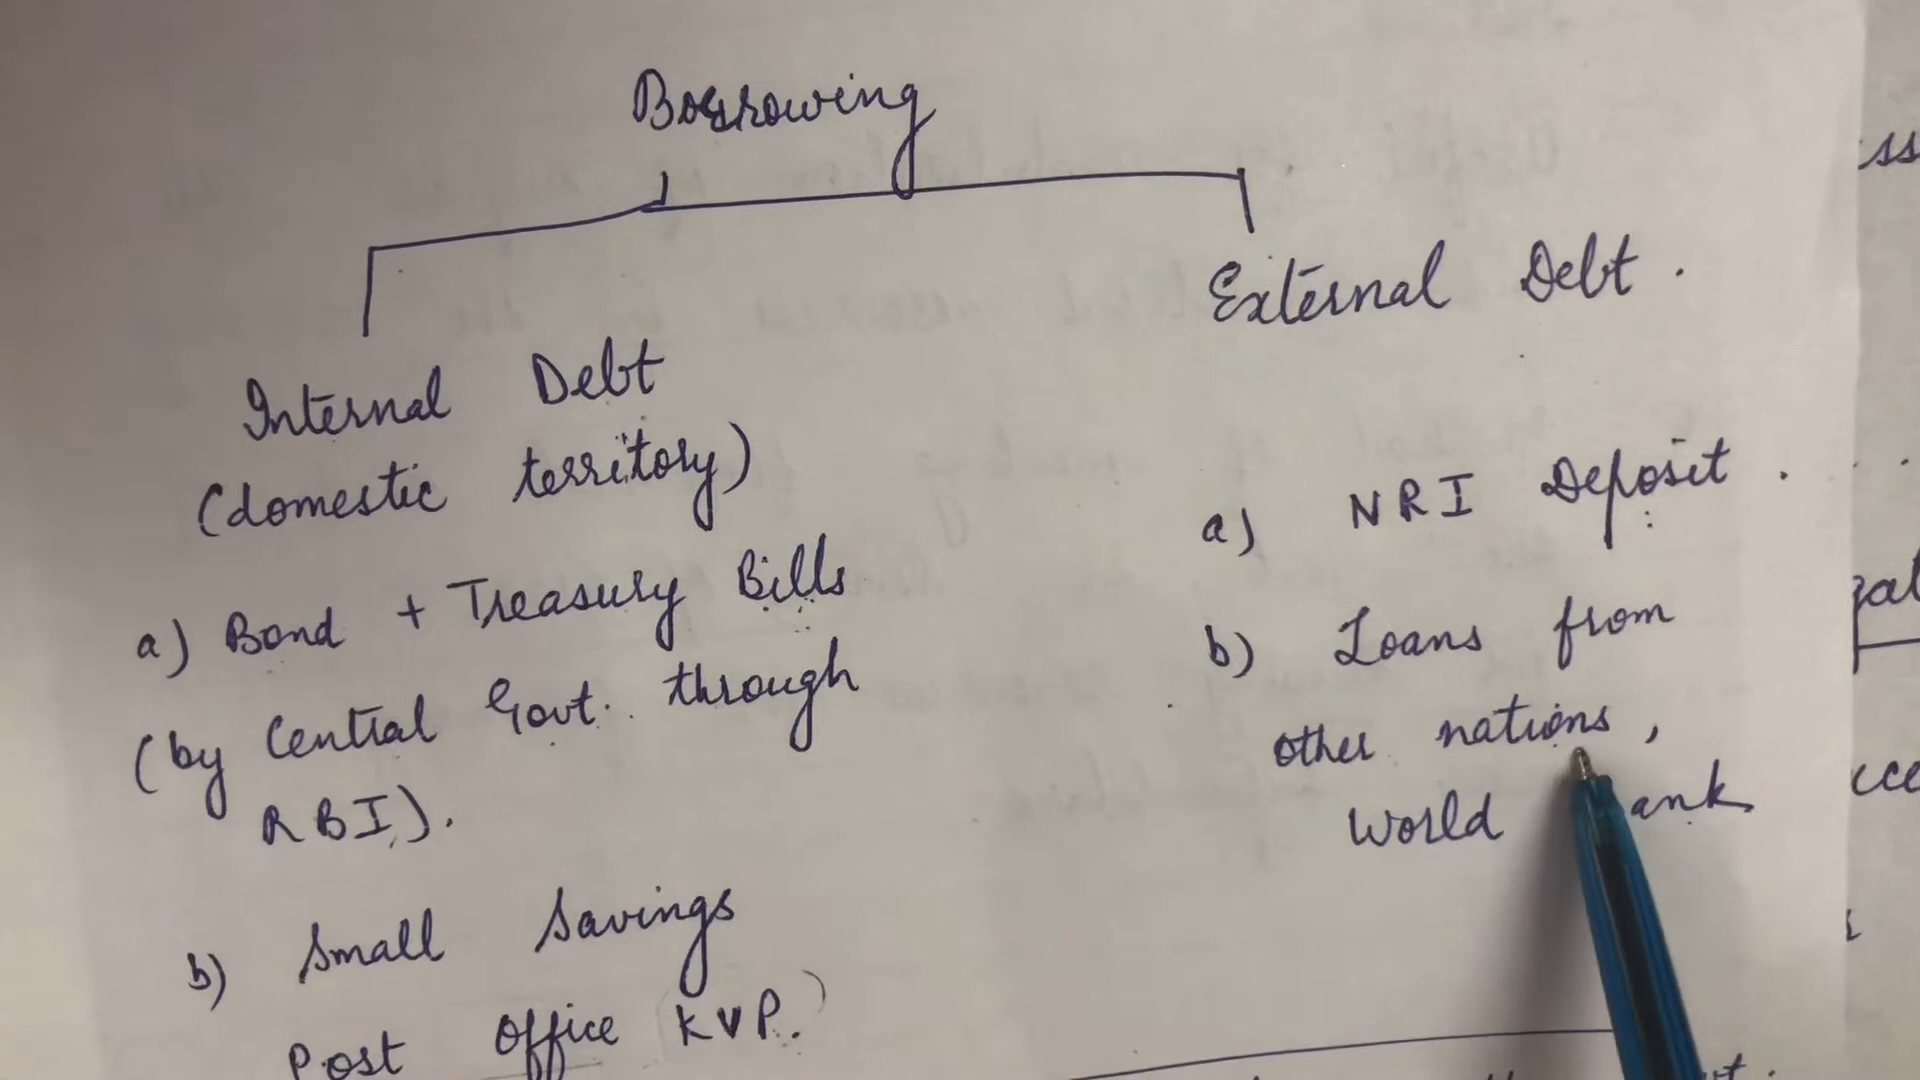 Borrowing
Internal Debt
(domestic territory)
a) Bond + Treasury Bills
(by Central Govt. through
RBI).
b) Small Savings
Post Office (KVP.)
External Debt.
a) NRI Deposit.
b) Loans from
other nations,
World ank